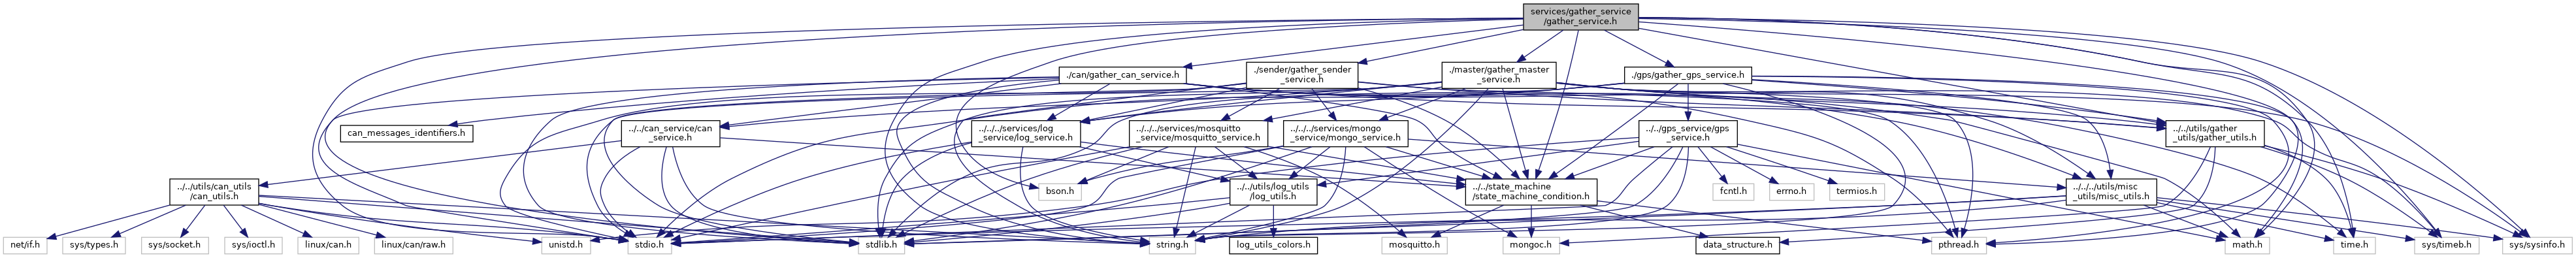 services/gather_service
/gather_service.h
./can/gather_can_service.h
./sender/gather_sender
_service.h
./master/gather_master
_service.h
./gps/gather_gps_service.h
can_messages_identifiers.h
../../can_service/can
_service.h
../../../services/log
_service/log_service.h
../../../services/mosquitto
_service/mosquitto_service.h
../../../services/mongo
_service/mongo_service.h
../../gps_service/gps
_service.h
../../utils/gather
_utils/gather_utils.h
../../utils/can_utils
/can_utils.h
bson.h
../../utils/log_utils
/log_utils.h
../../state_machine
/state_machine_condition.h
fcntl.h
errno.h
termios.h
../../../utils/misc
_utils/misc_utils.h
net/if.h
sys/types.h
sys/socket.h
sys/ioctl.h
linux/can.h
linux/can/raw.h
unistd.h
stdio.h
stdlib.h
string.h
log_utils_colors.h
mosquitto.h
mongoc.h
data_structure.h
pthread.h
math.h
time.h
sys/timeb.h
sys/sysinfo.h